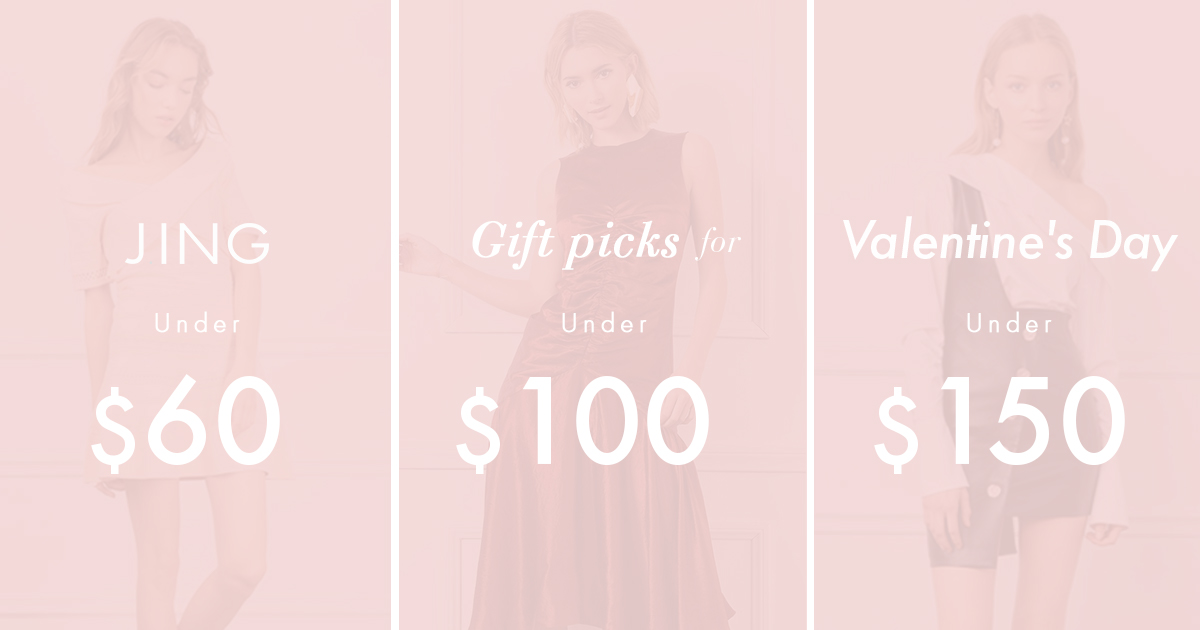 JING Gift picks for Valentine's Day
Under Under Under
$60 $100 $150